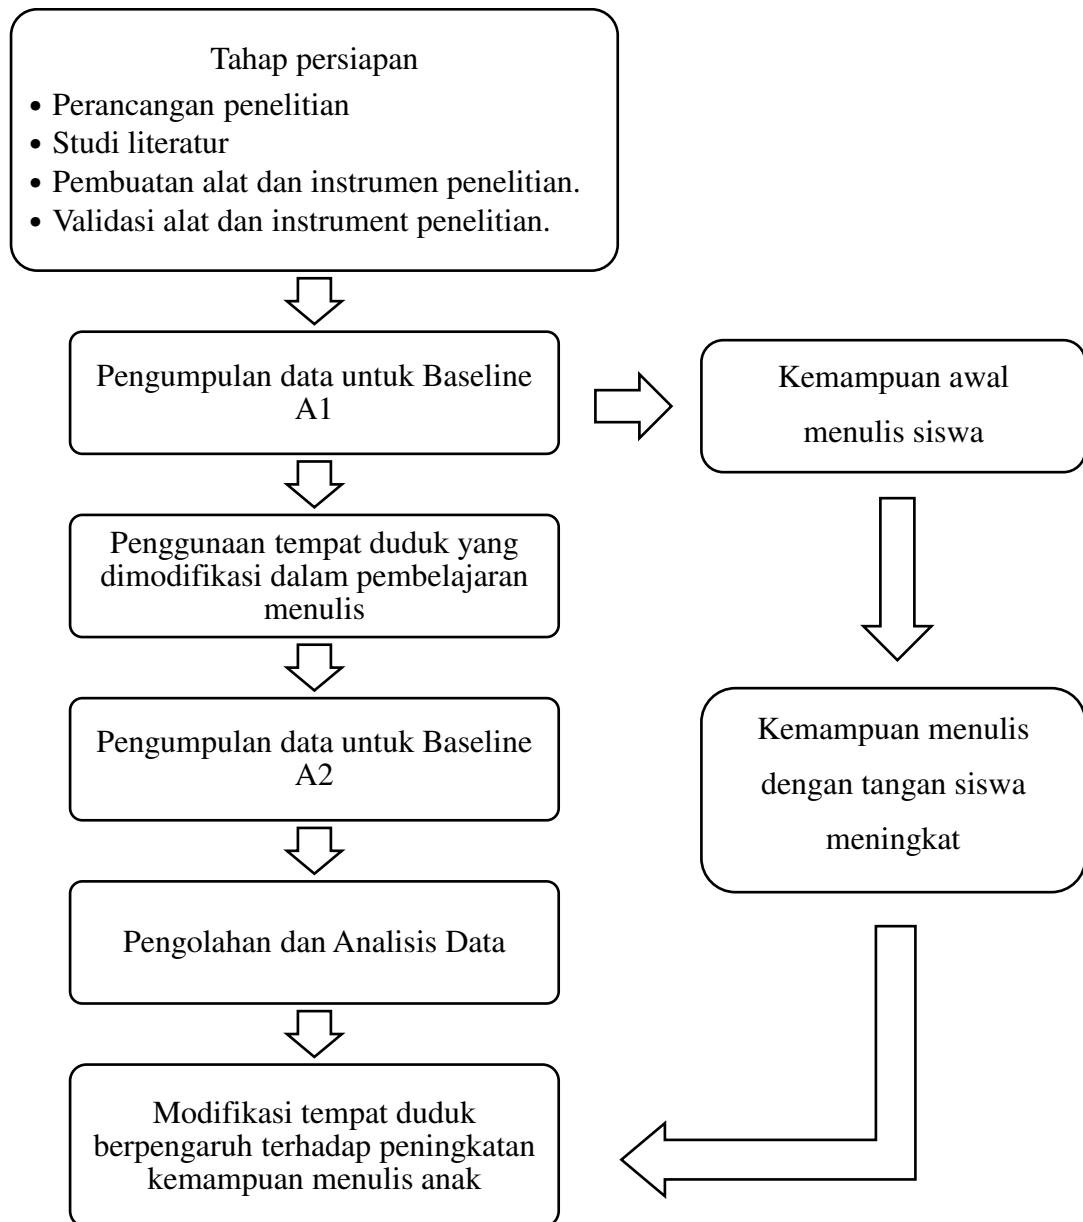 Tahap persiapan
• Perancangan penelitian
• Studi literatur
• Pembuatan alat dan instrumen penelitian.
• Validasi alat dan instrument penelitian.
Pengumpulan data untuk Baseline
A1
Kemampuan awal
menulis siswa
Penggunaan tempat duduk yang
dimodifikasi dalam pembelajaran
menulis
Pengumpulan data untuk Baseline
A2
Kemampuan menulis
dengan tangan siswa
meningkat
Pengolahan dan Analisis Data
Modifikasi tempat duduk
berpengaruh terhadap peningkatan
kemampuan menulis anak